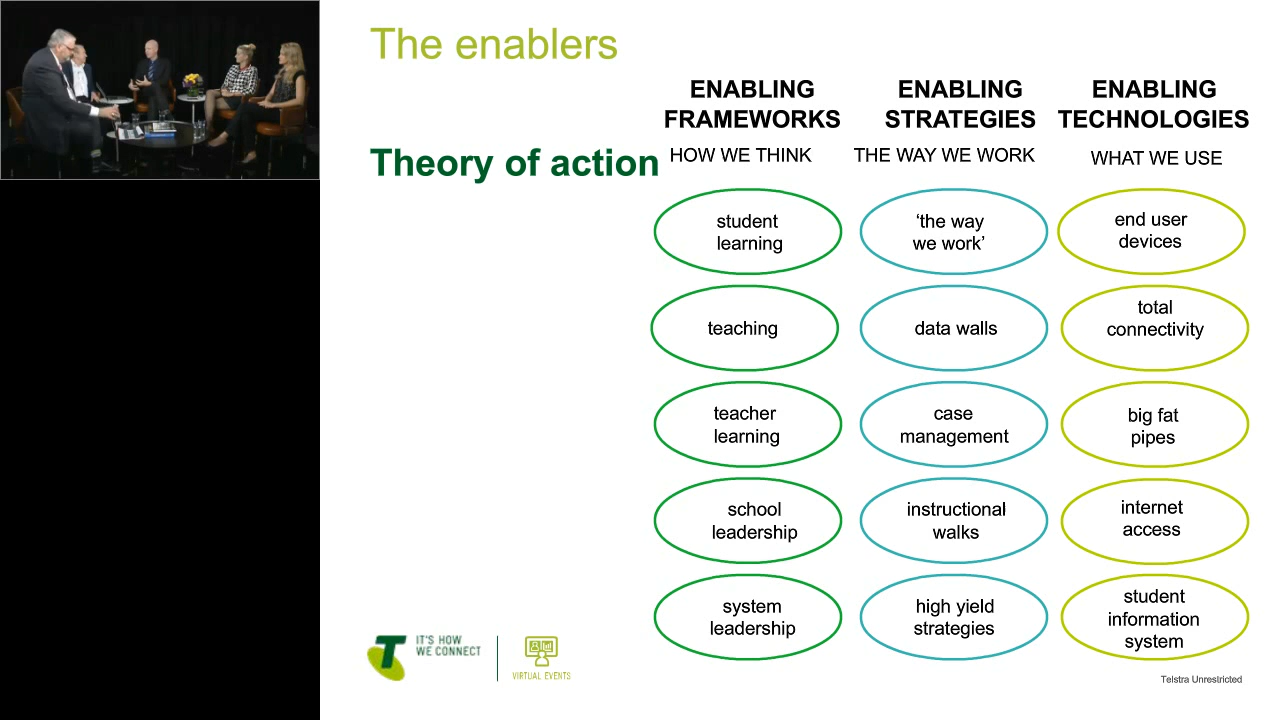 The enablers
ENABLING
FRAMEWORKS
ENABLING
STRATEGIES
ENABLING
TECHNOLOGIES
Theory of action
HOW WE THINK
THE WAY WE WORK
WHAT WE USE
student
learning
‘the way
we work’
end user
devices
teaching
data walls
total
connectivity
teacher
learning
case
management
big fat
pipes
school
leadership
instructional
walks
internet
access
system
leadership
high yield
strategies
student
information
system
IT'S HOW
WE CONNECT
VIRTUAL EVENTS
Telstra Unrestricted